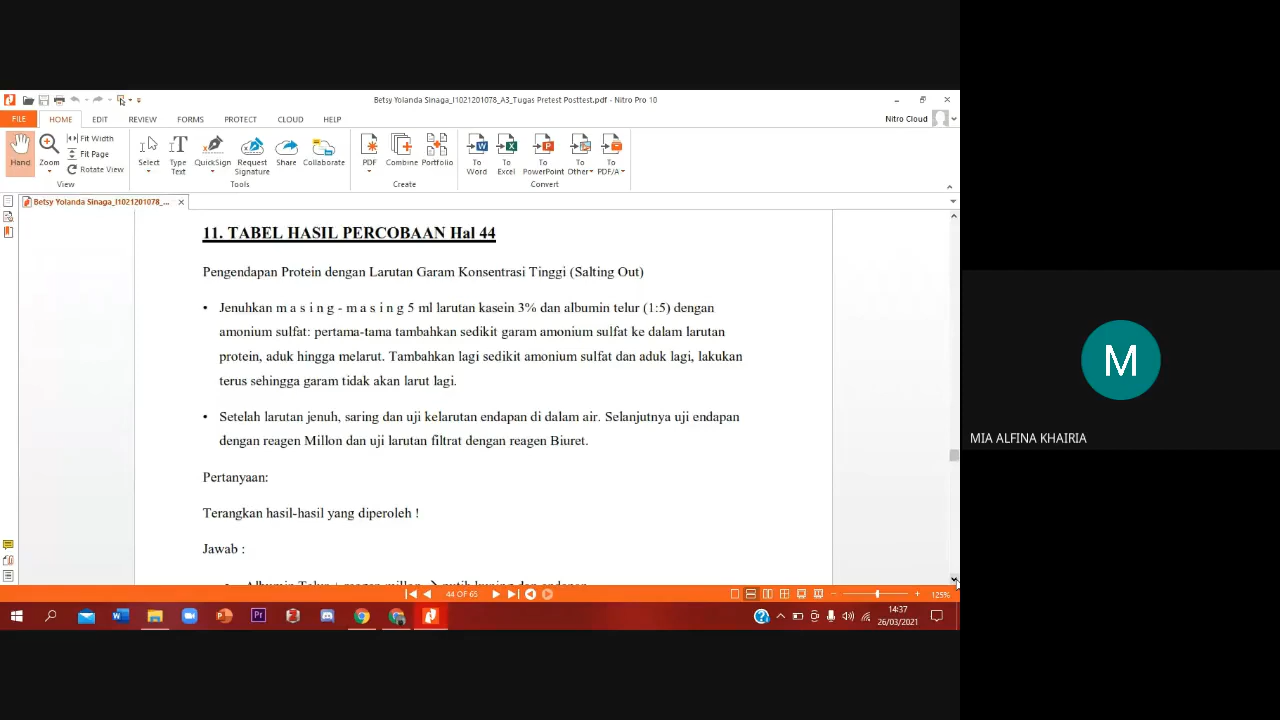 Betsy Yolanda Sinaga_I1021201078_A3_Tugas Pretest Posttest.pdf - Nitro Pro 10
FILE HOME EDIT REVIEW FORMS PROTECT CLOUD HELP
Nitro Cloud
Hand
Zoom
Fit Width
Fit Page
Rotate View
View
Select
Type Text
QuickSign
Request Signature
Share
Collaborate
Tools
PDF
Combine
Portfolio
Create
To Word
To Excel
To PowerPoint
To Other
To PDF/A
Convert
Betsy Yolanda Sinaga_I1021201078_...
11. TABEL HASIL PERCOBAAN Hal 44
Pengendapan Protein dengan Larutan Garam Konsentrasi Tinggi (Salting Out)
• Jenuhkan m a s i n g - m a s i n g 5 ml larutan kasein 3% dan albumin telur (1:5) dengan
amonium sulfat: pertama-tama tambahkan sedikit garam amonium sulfat ke dalam larutan
protein, aduk hingga melarut. Tambahkan lagi sedikit amonium sulfat dan aduk lagi, lakukan
terus sehingga garam tidak akan larut lagi.
• Setelah larutan jenuh, saring dan uji kelarutan endapan di dalam air. Selanjutnya uji endapan
dengan reagen Millon dan uji larutan filtrat dengan reagen Biuret.
Pertanyaan:
Terangkan hasil-hasil yang diperoleh !
Jawab :
• Albumin Telur + reagen millon → putih kuning dan endapan
44 OF 65
125%
14:37
26/03/2021
M
MIA ALFINA KHAIRIA